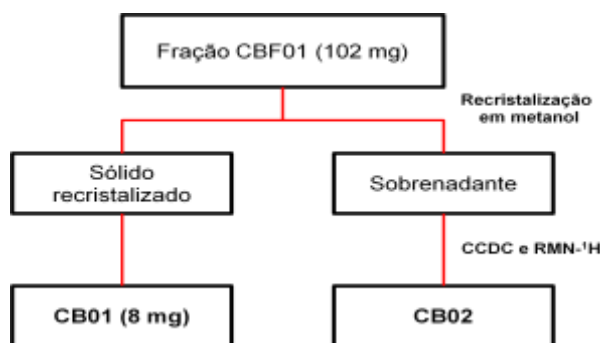 Fração CBF01 (102 mg)
Recristalização
em metanol
Sólido
recristalizado
Sobrenadante
CCDC e RMN-¹H
CB01 (8 mg)
CB02